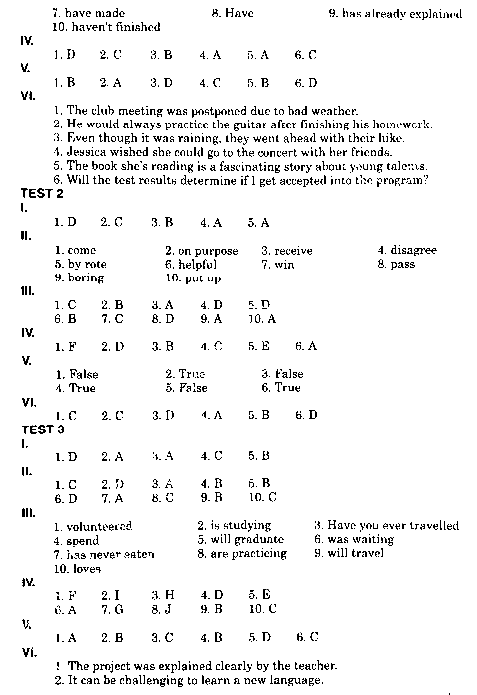 7. have made 8. Have 9. has already explained
10. haven't finished
IV.
1. D 2. C 3. B 4. A 5. A 6. C
V.
1. B 2. A 3. D 4. C 5. B 6. D
VI.
1. The club meeting was postponed due to bad weather.
2. He would always practice the guitar after finishing his homework.
3. Even though it was raining, they went ahead with their hike.
4. Jessica wished she could go to the concert with her friends.
5. The book she's reading is a fascinating story about young talents.
6. Will the test results determine if I get accepted into the program?
TEST 2
I.
1. D 2. C 3. B 4. A 5. A
II.
1. come 2. on purpose 3. receive 4. disagree
5. by rote 6. helpful 7. win 8. pass
9. boring 10. put up
III.
1. C 2. B 3. A 4. D 5. D
6. B 7. C 8. D 9. A 10. A
IV.
1. F 2. D 3. B 4. C 5. E 6. A
V.
1. False 2. True 3. False
4. True 5. False 6. True
VI.
1. C 2. C 3. D 4. A 5. B 6. D
TEST 3
I.
1. D 2. A 3. A 4. C 5. B
II.
1. C 2. D 3. A 4. B 5. B
6. D 7. A 8. C 9. B 10. C
III.
1. volunteered 2. is studying 3. Have you ever travelled
4. spend 5. will graduate 6. was waiting
7. has never eaten 8. are practicing 9. will travel
10. loves
IV.
1. F 2. I 3. H 4. D 5. E
6. A 7. G 8. J 9. B 10. C
V.
1. A 2. B 3. C 4. B 5. D 6. C
VI.
1 The project was explained clearly by the teacher.
2. It can be challenging to learn a new language.